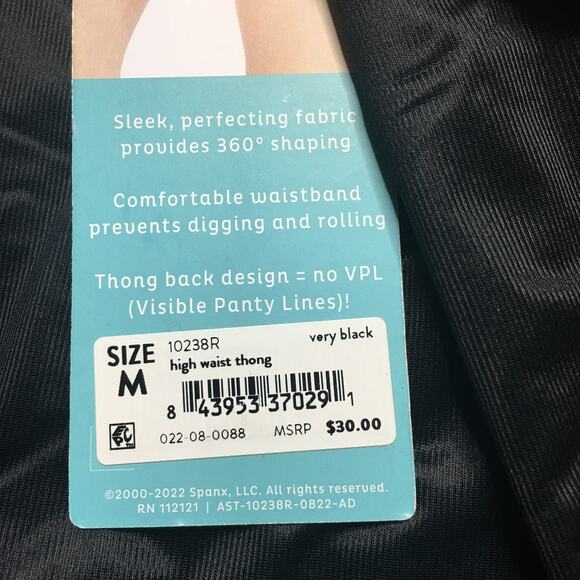 Sleek, perfecting fabric
provides 360° shaping
Comfortable waistband
prevents digging and rolling
Thong back design = no VPL
(Visible Panty Lines)!
SIZE
M
10238R
very black
high waist thong
8 43953 37029 1
022-08-0088
MSRP $30.00
©2000-2022 Spanx, LLC. All rights reserved.
RN 112121 | AST-10238R-0822-AD